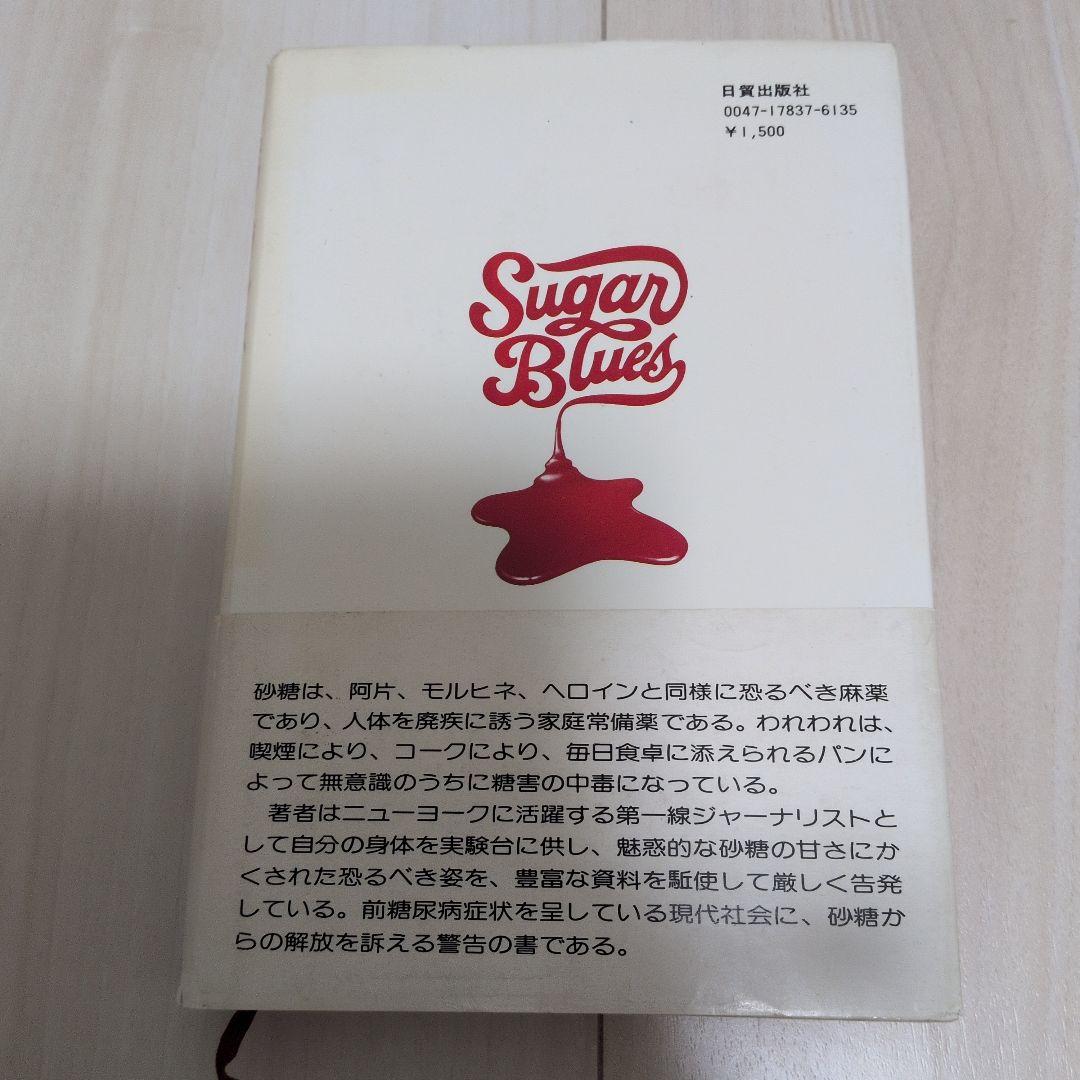 日貿出版社
0047-17837-6135
¥1,500
Sugar
Blues
砂糖は、阿片、モルヒネ、ヘロインと同様に恐るべき麻薬
であり、人体を廃疾に誘う家庭常備薬である。われわれは、
喫煙により、コークにより、毎日食卓に添えられるパンに
よって無意識のうちに糖害の中毒になっている。
著者はニューヨークに活躍する第一線ジャーナリストと
して自分の身体を実験台に供し、魅惑的な砂糖の甘さにか
くされた恐るべき姿を、豊富な資料を駈使して厳しく告発
している。前糖尿病症状を呈している現代社会に、砂糖か
らの解放を訴える警告の書である。